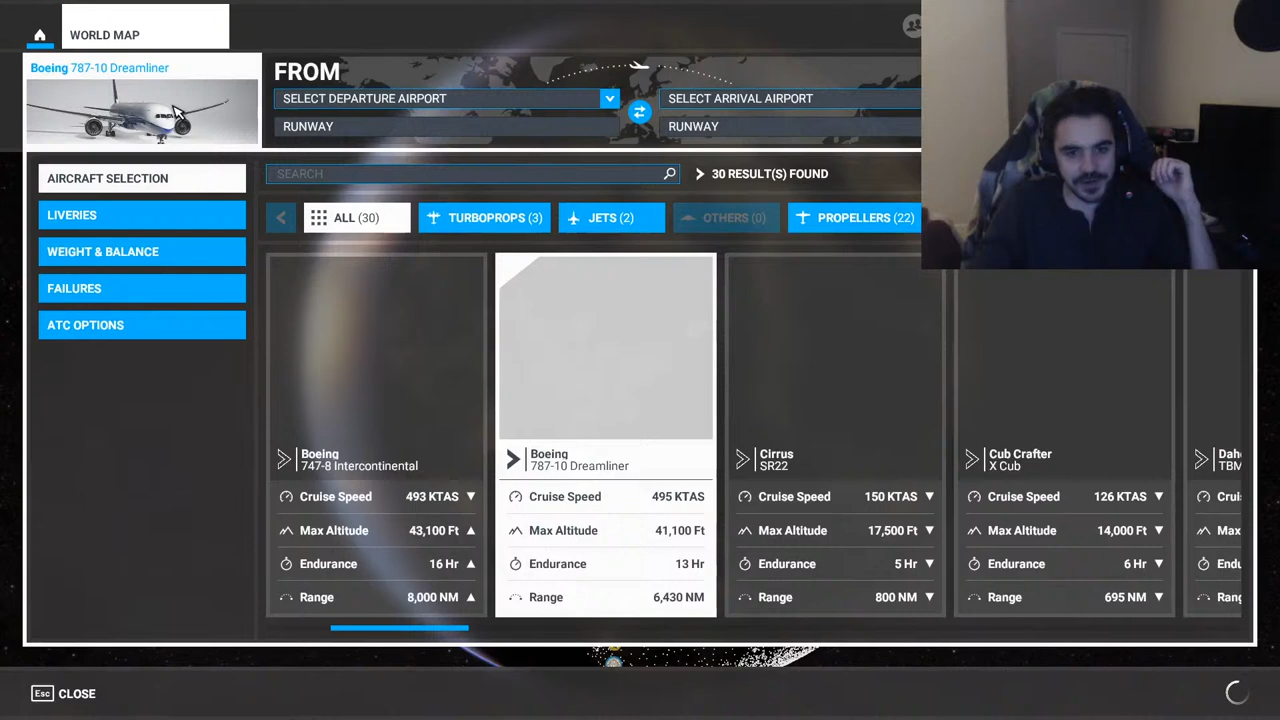 WORLD MAP
Boeing 787-10 Dreamliner
FROM
SELECT DEPARTURE AIRPORT
SELECT ARRIVAL AIRPORT
RUNWAY
RUNWAY
AIRCRAFT SELECTION
LIVERIES
WEIGHT & BALANCE
FAILURES
ATC OPTIONS
SEARCH
30 RESULT(S) FOUND
ALL (30)
TURBOPROPS (3)
JETS (2)
OTHERS (0)
PROPELLERS (22)
Boeing
747-8 Intercontinental
Cruise Speed 493 KTAS
Max Altitude 43,100 Ft
Endurance 16 Hr
Range 8,000 NM
Boeing
787-10 Dreamliner
Cruise Speed 495 KTAS
Max Altitude 41,100 Ft
Endurance 13 Hr
Range 6,430 NM
Cirrus
SR22
Cruise Speed 150 KTAS
Max Altitude 17,500 Ft
Endurance 5 Hr
Range 800 NM
Cub Crafter
X Cub
Cruise Speed 126 KTAS
Max Altitude 14,000 Ft
Endurance 6 Hr
Range 695 NM
TBM
Max
Esc CLOSE